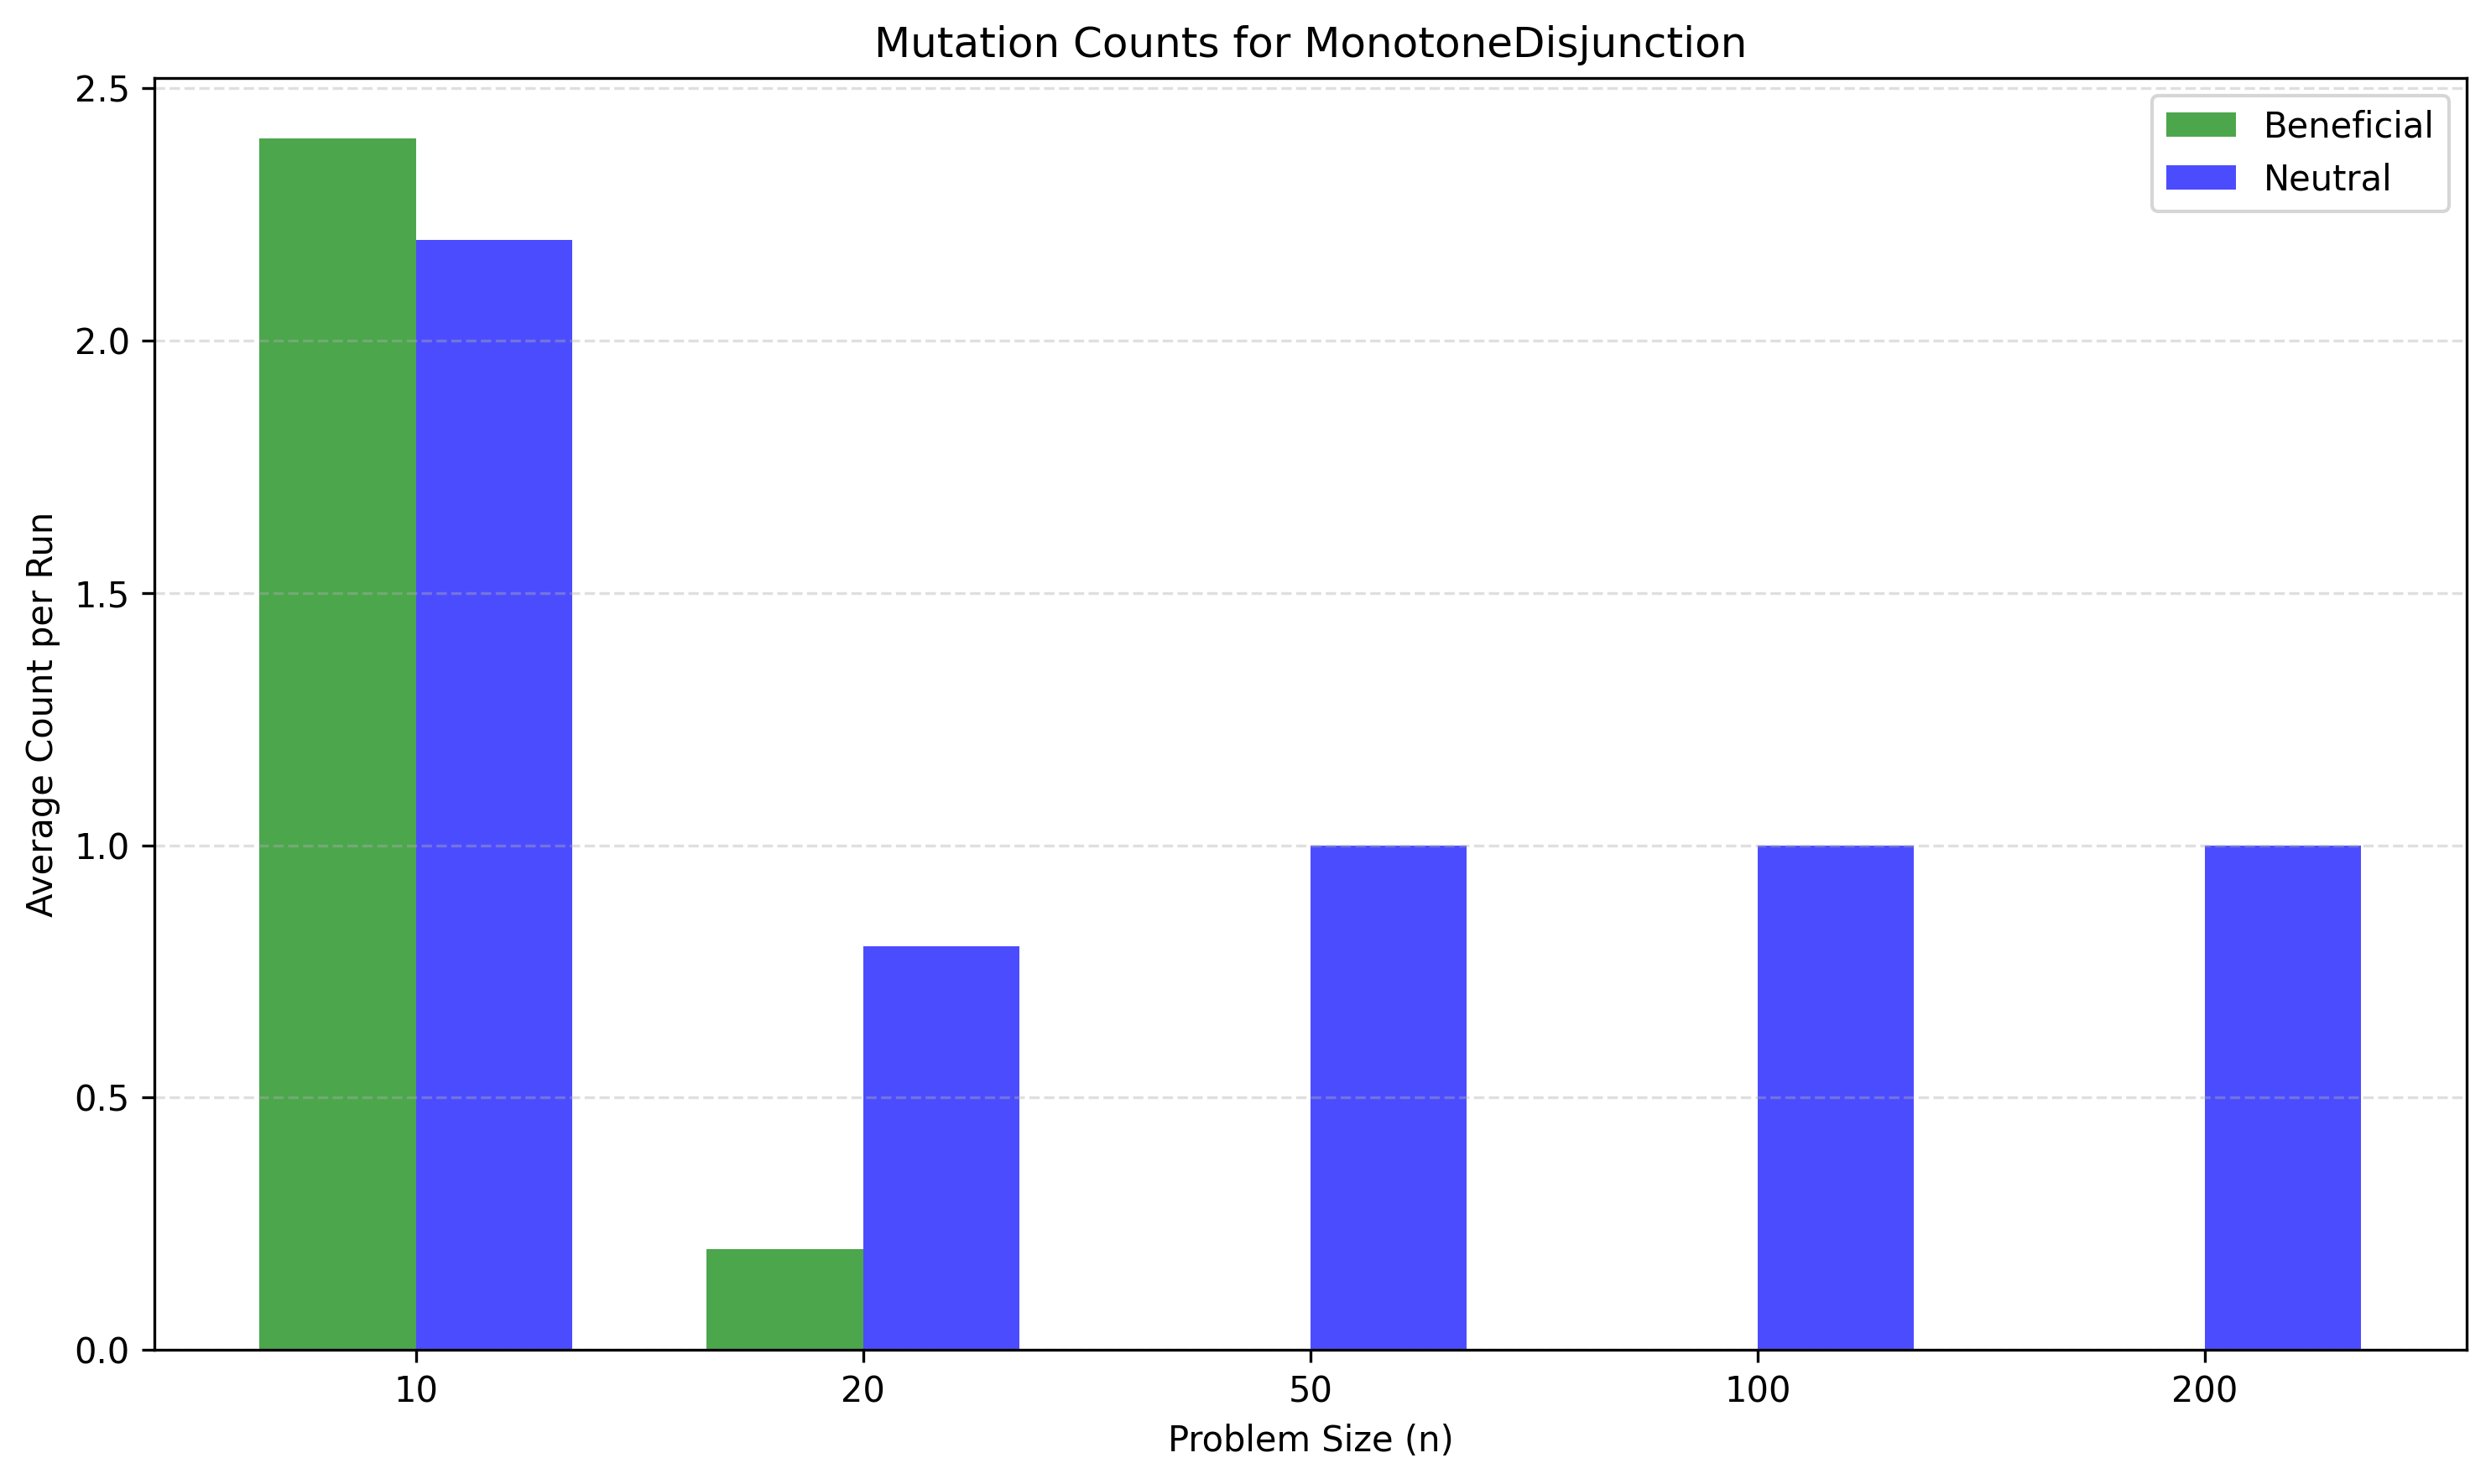 Mutation Counts for MonotoneDisjunction
Beneficial
Neutral
Average Count per Run
2.5
2.0
1.5
1.0
0.5
0.0
10 20 50 100 200
Problem Size (n)